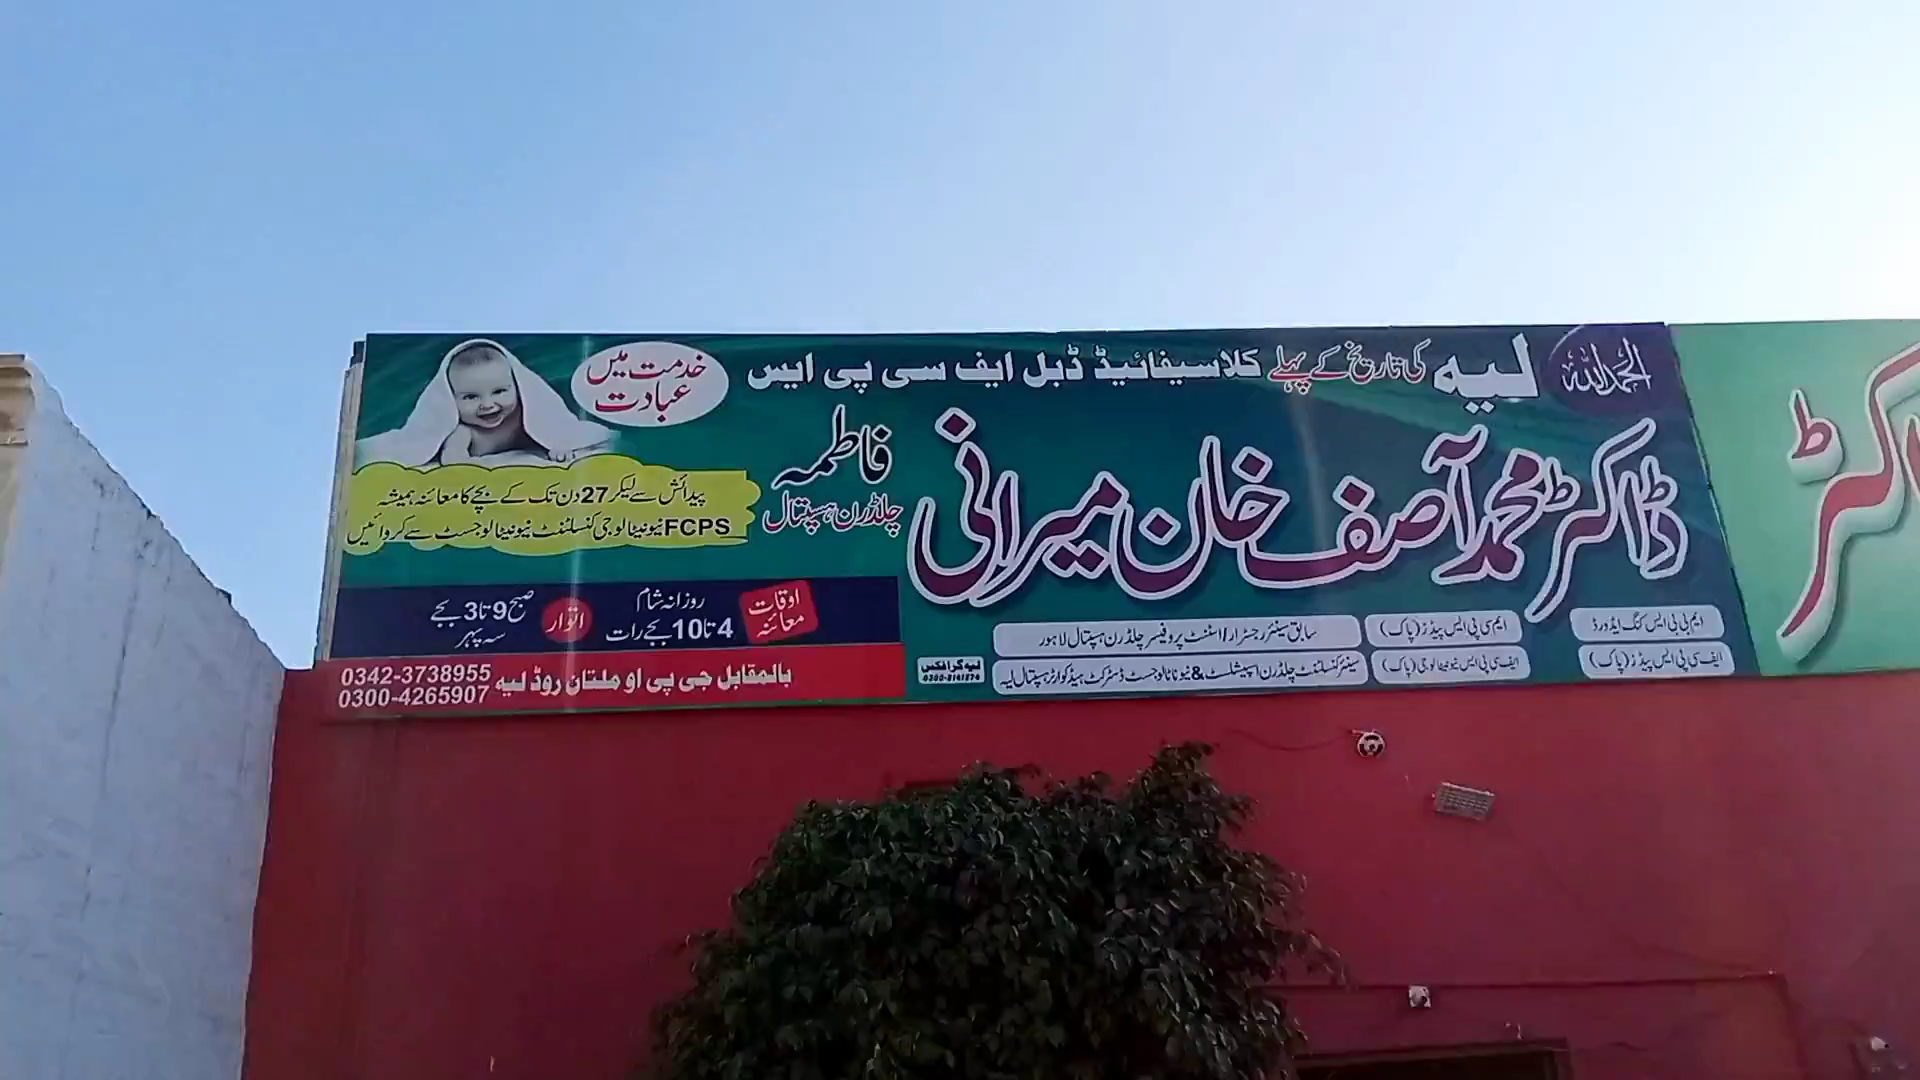 الحمدللہ
لیہ کی تاریخ کے پہلے کلاسیفائیڈ ڈبل ایف سی پی ایس
ڈاکٹر محمد آصف خان میرانی
فاطمہ
چلڈرن ہسپتال
ایم بی بی ایس کنگ ایڈورڈ
ایف سی پی ایس پیڈز (پاک)
ایم سی پی ایس پیڈز (پاک)
ایف سی پی ایس نیونیٹالوجی (پاک)
سابق سینئر رجسٹرار/اسسٹنٹ پروفیسر چلڈرن ہسپتال لاہور
سینئر کنسلٹنٹ چلڈرن اسپیشلسٹ & نیوناٹالوجسٹ ڈسٹرکٹ ہیڈکوارٹر ہسپتال لیہ
لیہ گرافکس
خدمت میں
عبادت
پیدائش سے لیکر 27 دن تک کے بچے کا معائنہ ہمیشہ
FCPS نیونیٹالوجی کنسلٹنٹ نیونیٹالوجسٹ سے کروائیں
اوقات
معائنہ
روزانہ شام
4 تا 10 بجے رات
اتوار
صبح 9 تا 3 بجے
سہ پہر
بالمقابل جی پی او ملتان روڈ لیہ
0342-3738955
0300-4265907